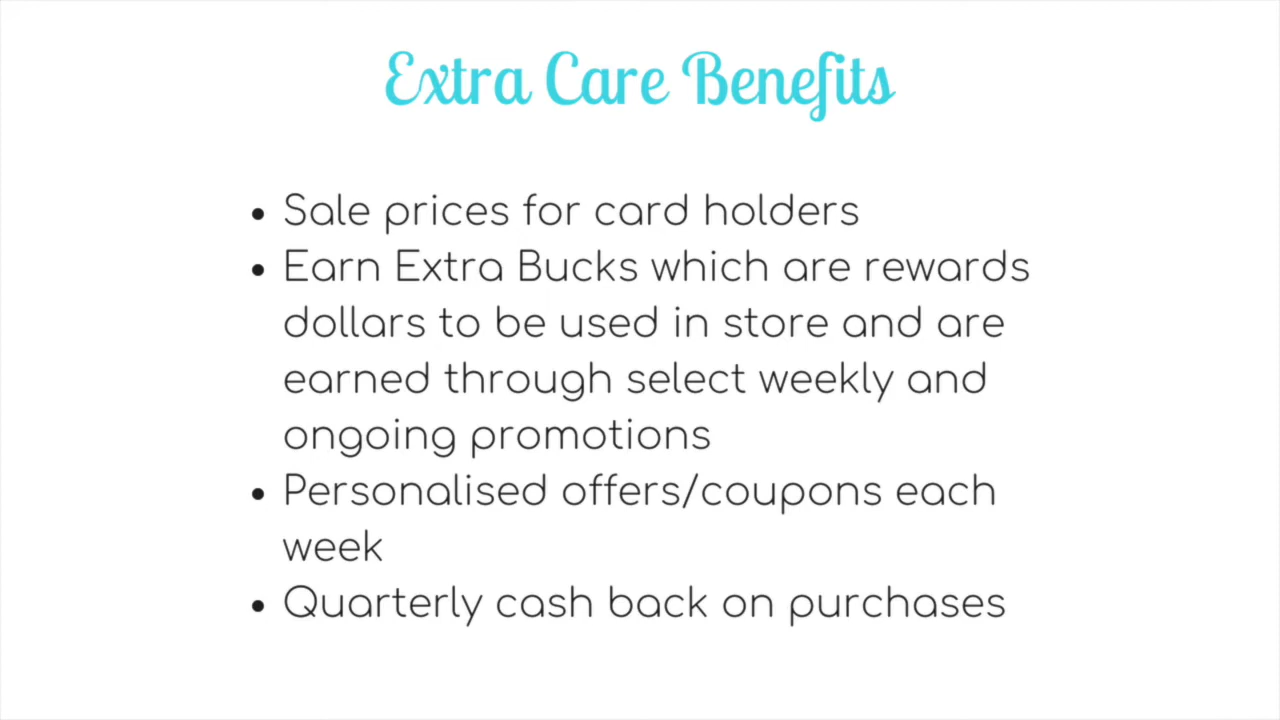 Extra Care Benefits
• Sale prices for card holders
• Earn Extra Bucks which are rewards
dollars to be used in store and are
earned through select weekly and
ongoing promotions
• Personalised offers/coupons each
week
• Quarterly cash back on purchases